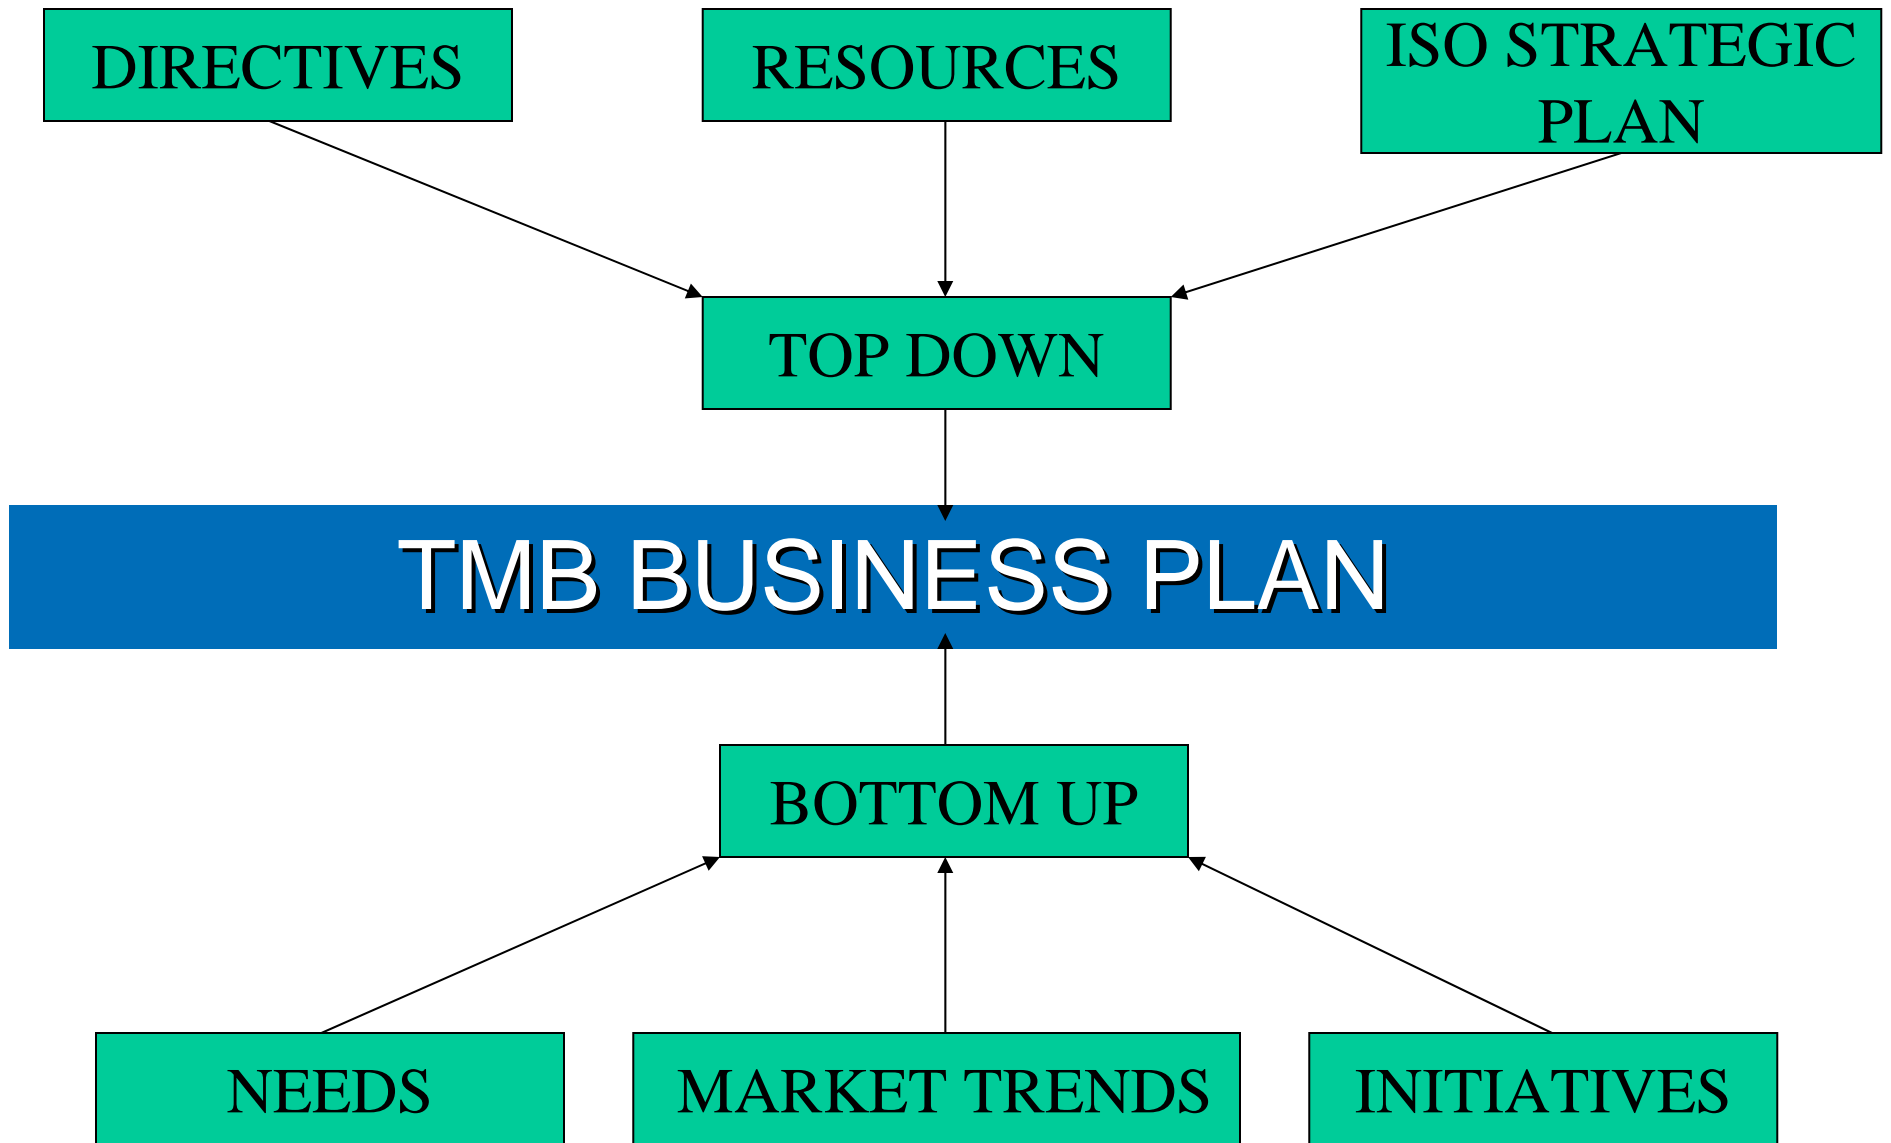 DIRECTIVES
RESOURCES
ISO STRATEGIC
PLAN
TOP DOWN
TMB BUSINESS PLAN
BOTTOM UP
NEEDS
MARKET TRENDS
INITIATIVES